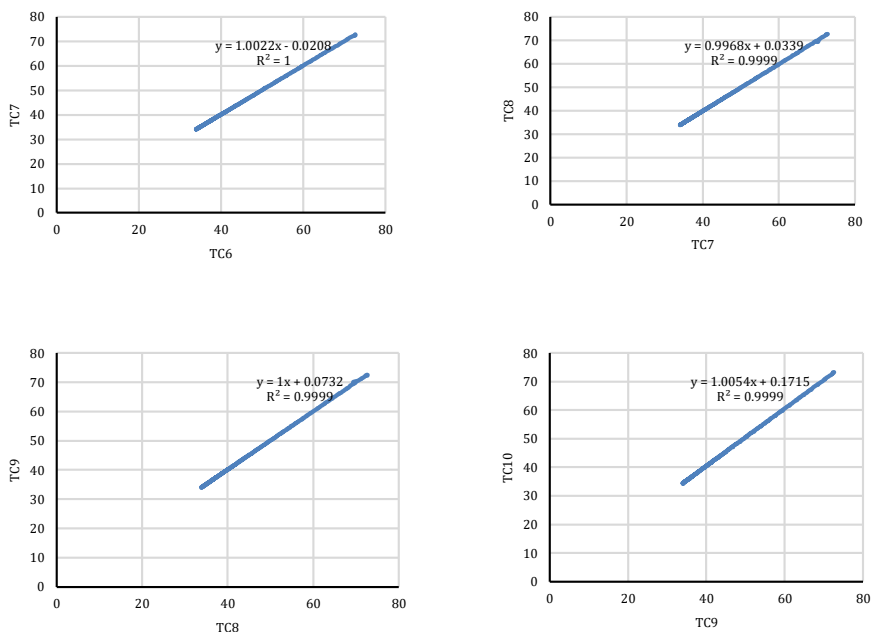 80
70
60
50
40
30
20
10
0
TC7
y = 1.0022x - 0.0208
R² = 1
0 20 40 60 80
TC6
80
70
60
50
40
30
20
10
0
TC8
y = 0.9968x + 0.0339
R² = 0.9999
0 20 40 60 80
TC7
80
70
60
50
40
30
20
10
0
TC9
y = 1x + 0.0732
R² = 0.9999
0 20 40 60 80
TC8
80
70
60
50
40
30
20
10
0
TC10
y = 1.0054x + 0.1715
R² = 0.9999
0 20 40 60 80
TC9